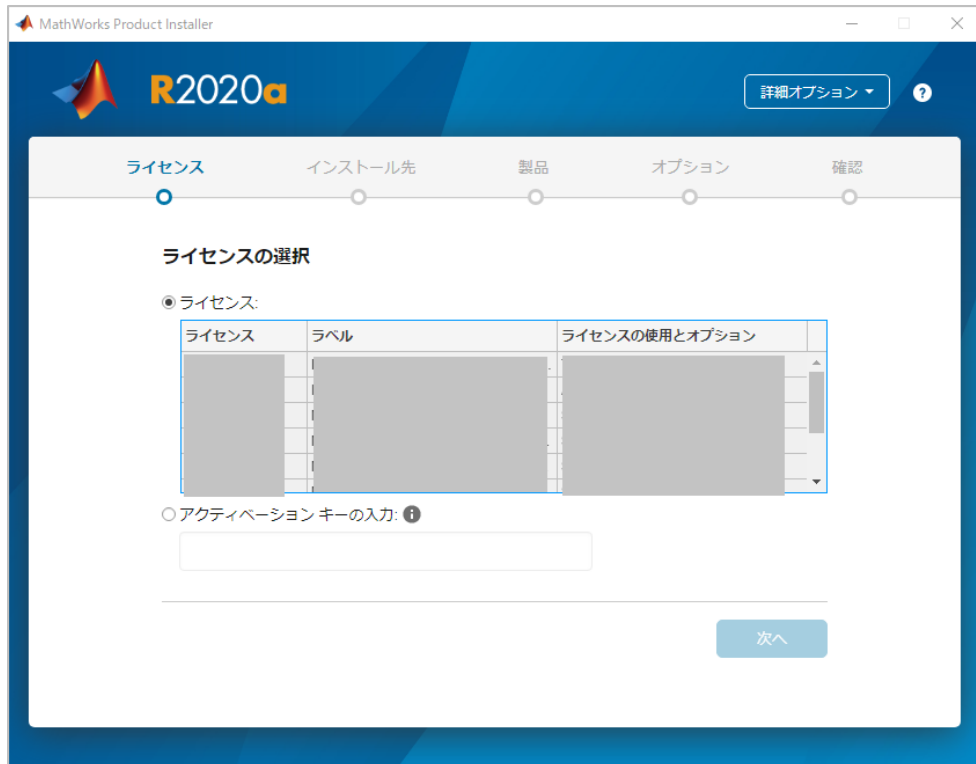 MathWorks Product Installer
R2020a
詳細オプション
?
ライセンス インストール先 製品 オプション 確認
ライセンスの選択
ライセンス:
ライセンス ラベル ライセンスの使用とオプション
アクティベーション キーの入力:
次へ